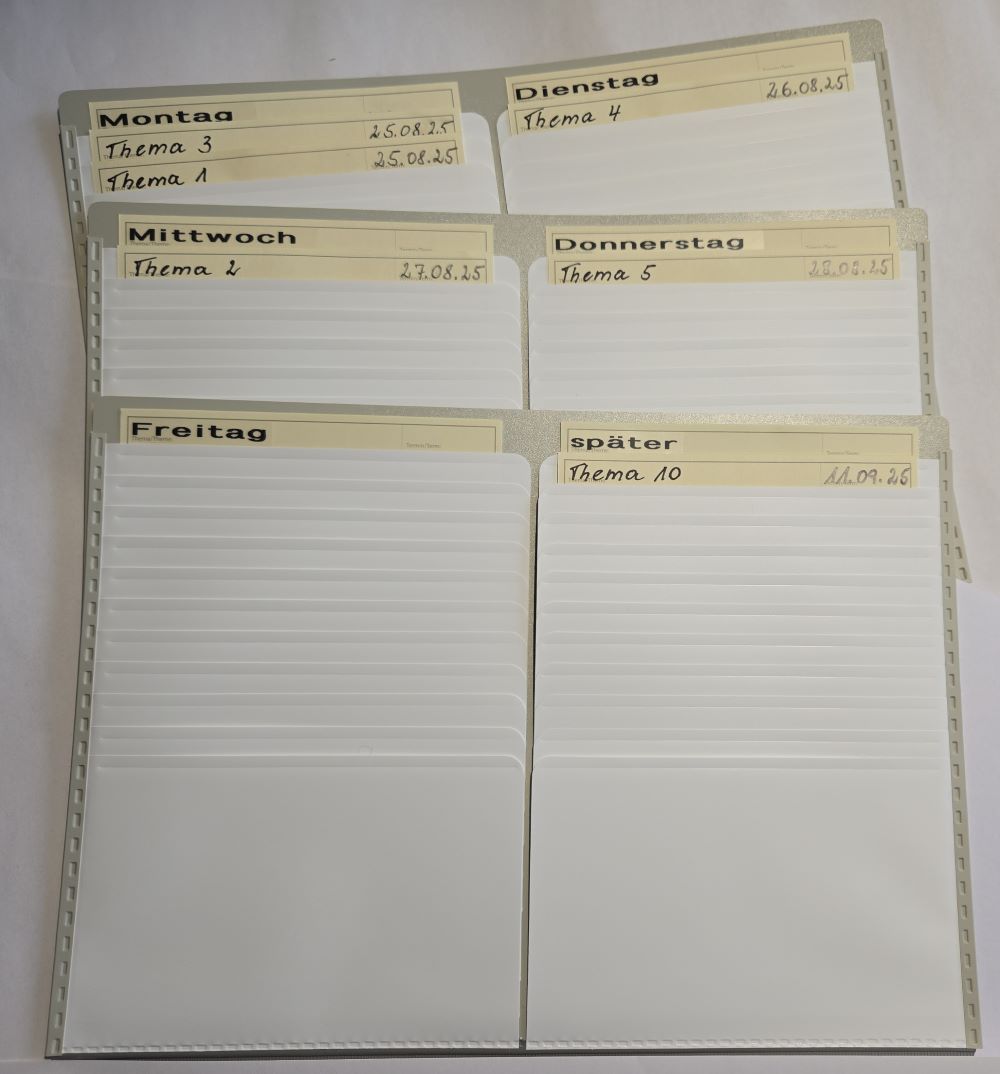 Montag
Thema 3 25.08.25
Thema 1 25.08.25
Dienstag
Thema 4 26.08.25
Mittwoch
Thema 2 27.08.25
Donnerstag
Thema 5 28.08.25
Freitag
später
Thema 10 11.09.25